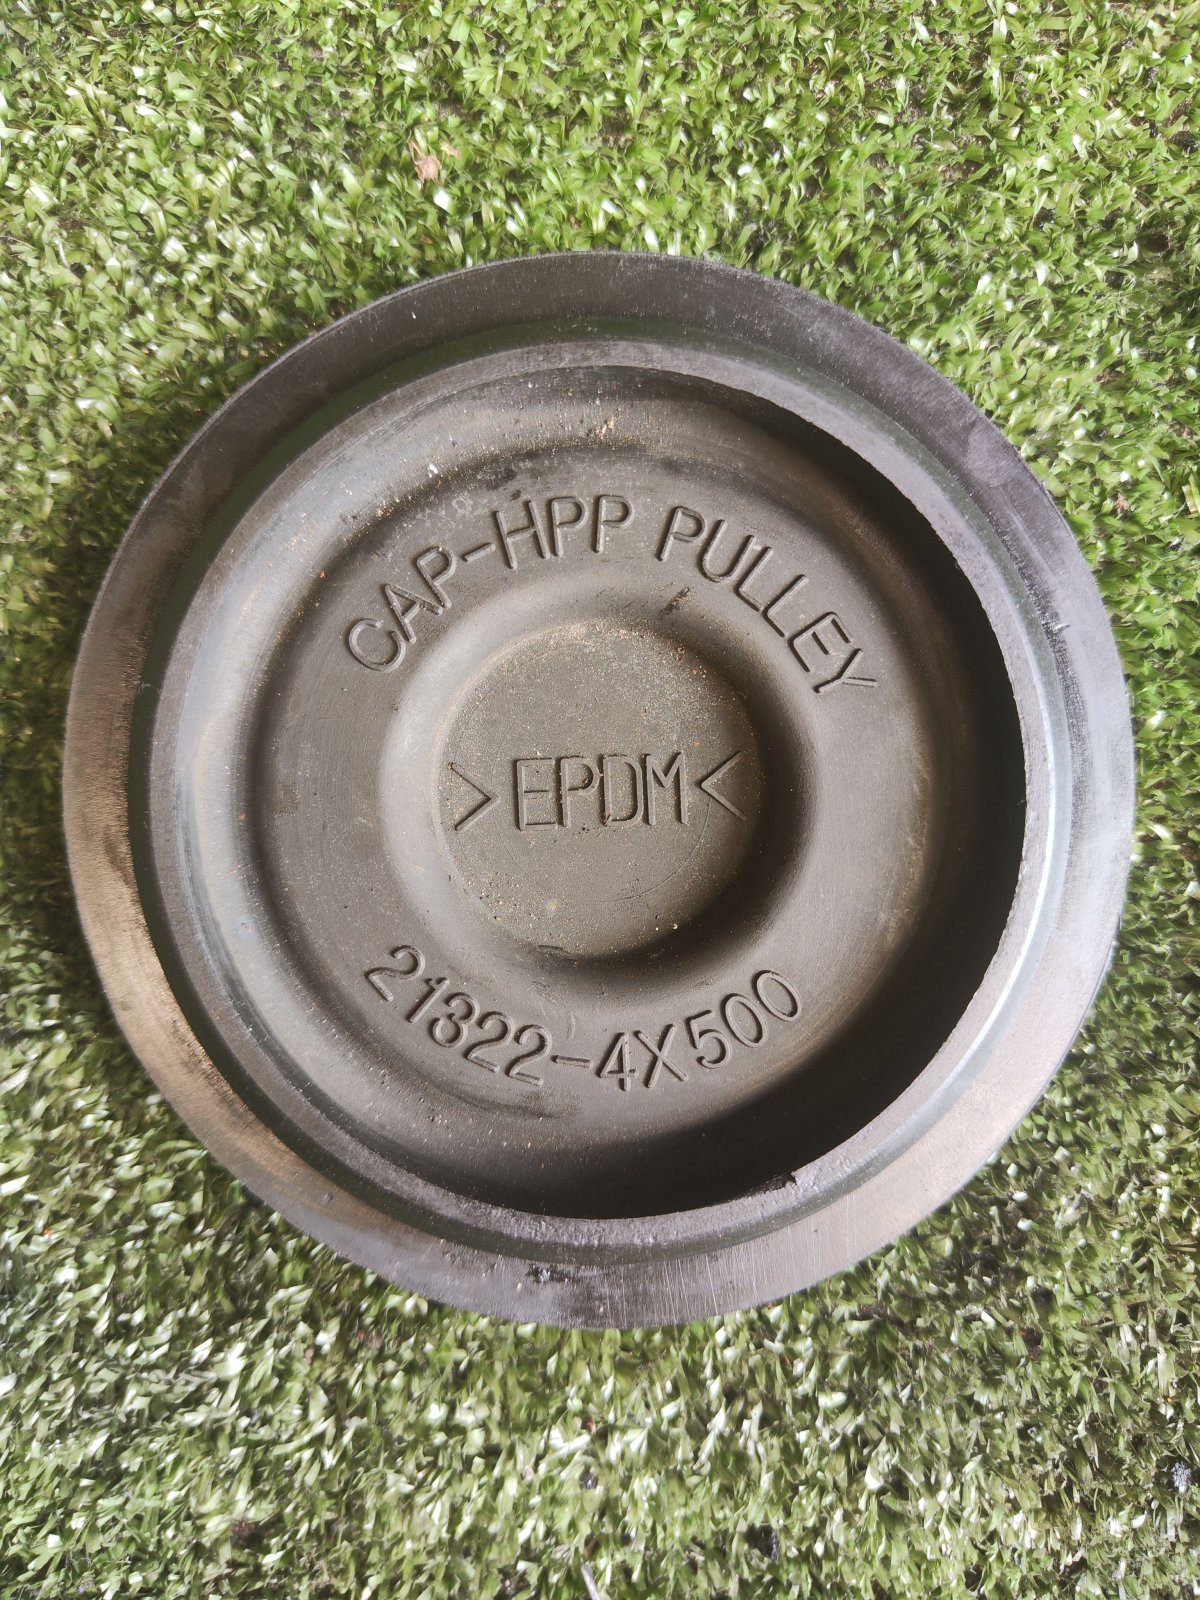 CAP-HPP PULLEY
>EPDM<
21322-4X500